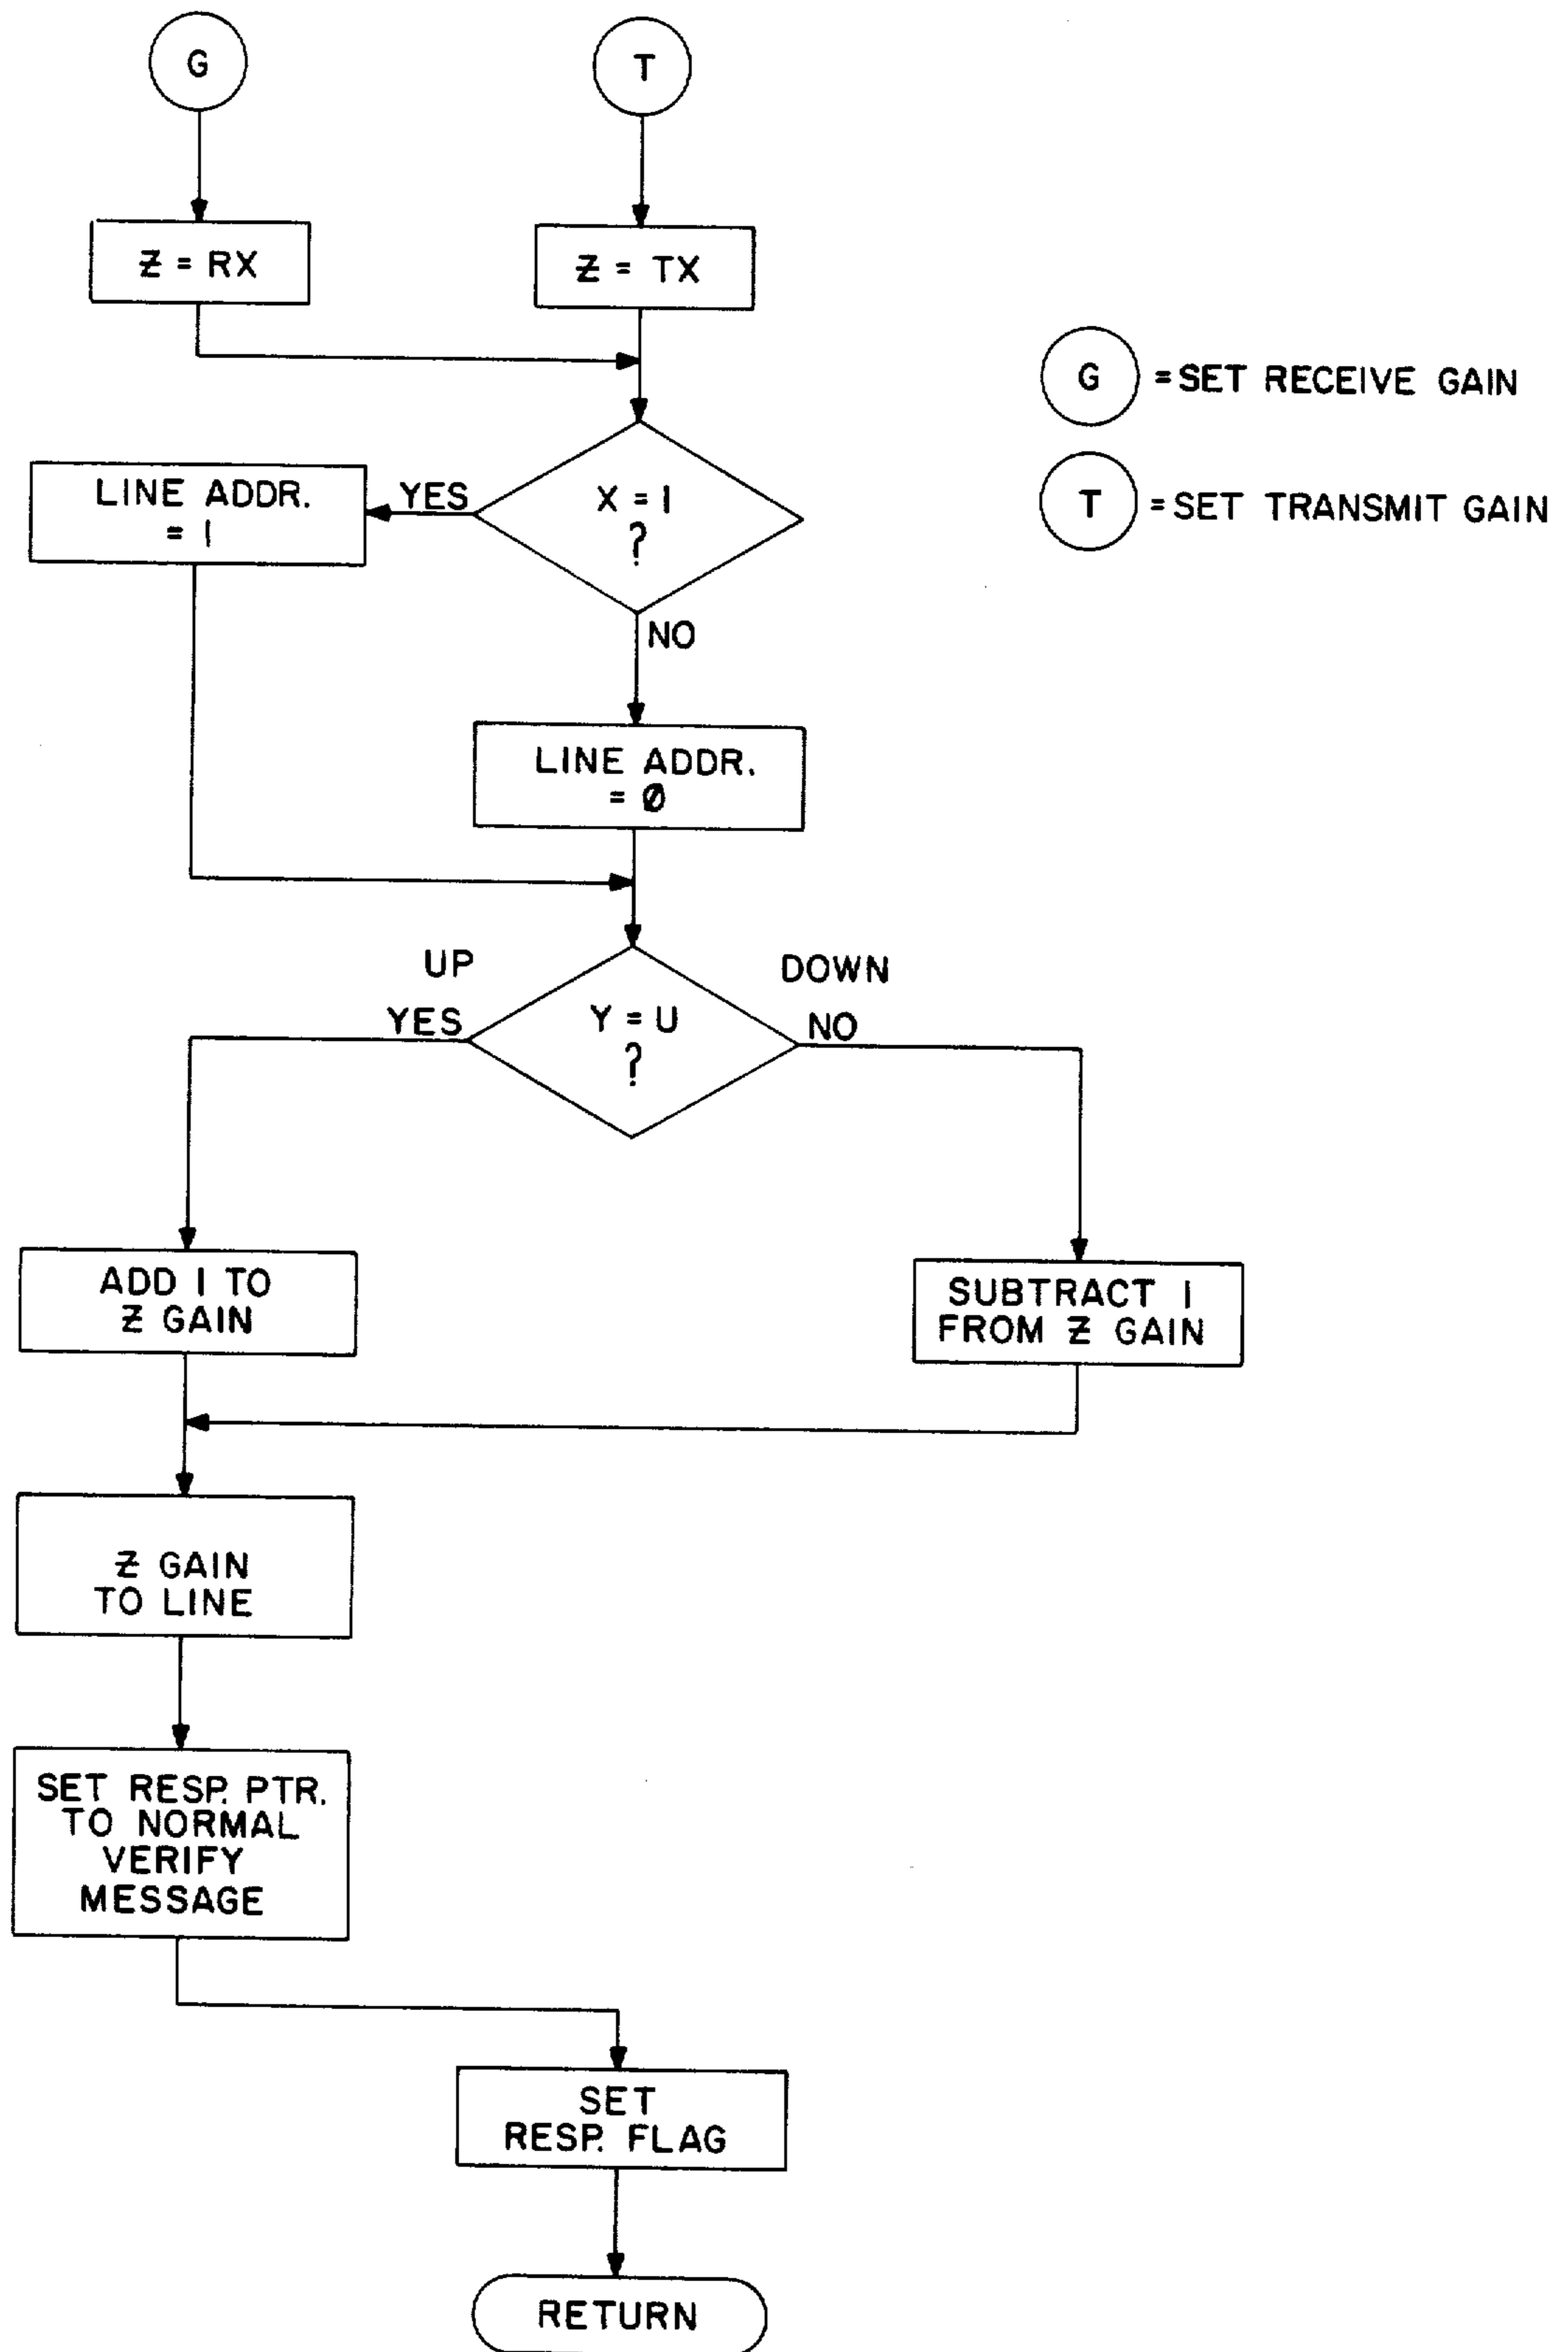 G
T
Z = RX
Z = TX
G = SET RECEIVE GAIN
T = SET TRANSMIT GAIN
X = 1
?
YES
LINE ADDR.
= 1
NO
LINE ADDR.
= Ø
UP
DOWN
YES
Y = U
?
NO
ADD 1 TO
Z GAIN
SUBTRACT 1
FROM Z GAIN
Z GAIN
TO LINE
SET RESP. PTR.
TO NORMAL
VERIFY
MESSAGE
SET
RESP. FLAG
RETURN